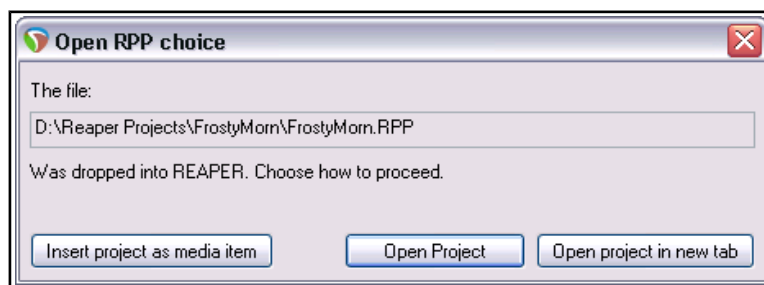 Open RPP choice
The file:
D:\Reaper Projects\FrostyMorn\FrostyMorn.RPP
Was dropped into REAPER. Choose how to proceed.
Insert project as media item Open Project Open project in new tab